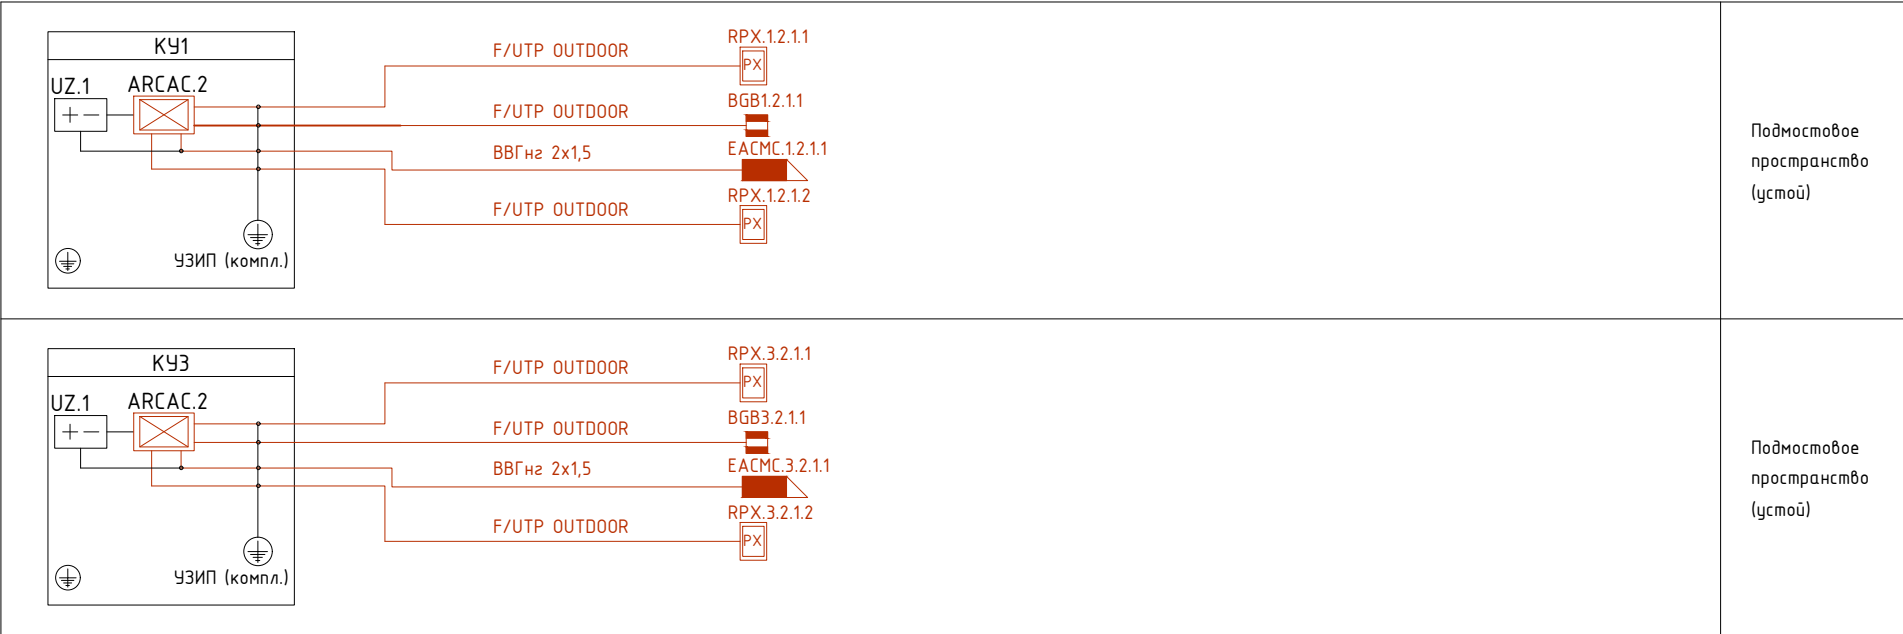 КУ1
UZ.1
ARCAC.2
+ −
УЗИП (компл.)
F/UTP OUTDOOR
RPX.1.2.1.1
PX
F/UTP OUTDOOR
BGB1.2.1.1
ВВГнг 2х1,5
EACMC.1.2.1.1
F/UTP OUTDOOR
RPX.1.2.1.2
PX
Подмостовое
пространство
(устой)
КУ3
UZ.1
ARCAC.2
+ −
УЗИП (компл.)
F/UTP OUTDOOR
RPX.3.2.1.1
PX
F/UTP OUTDOOR
BGB3.2.1.1
ВВГнг 2х1,5
EACMC.3.2.1.1
F/UTP OUTDOOR
RPX.3.2.1.2
PX
Подмостовое
пространство
(устой)